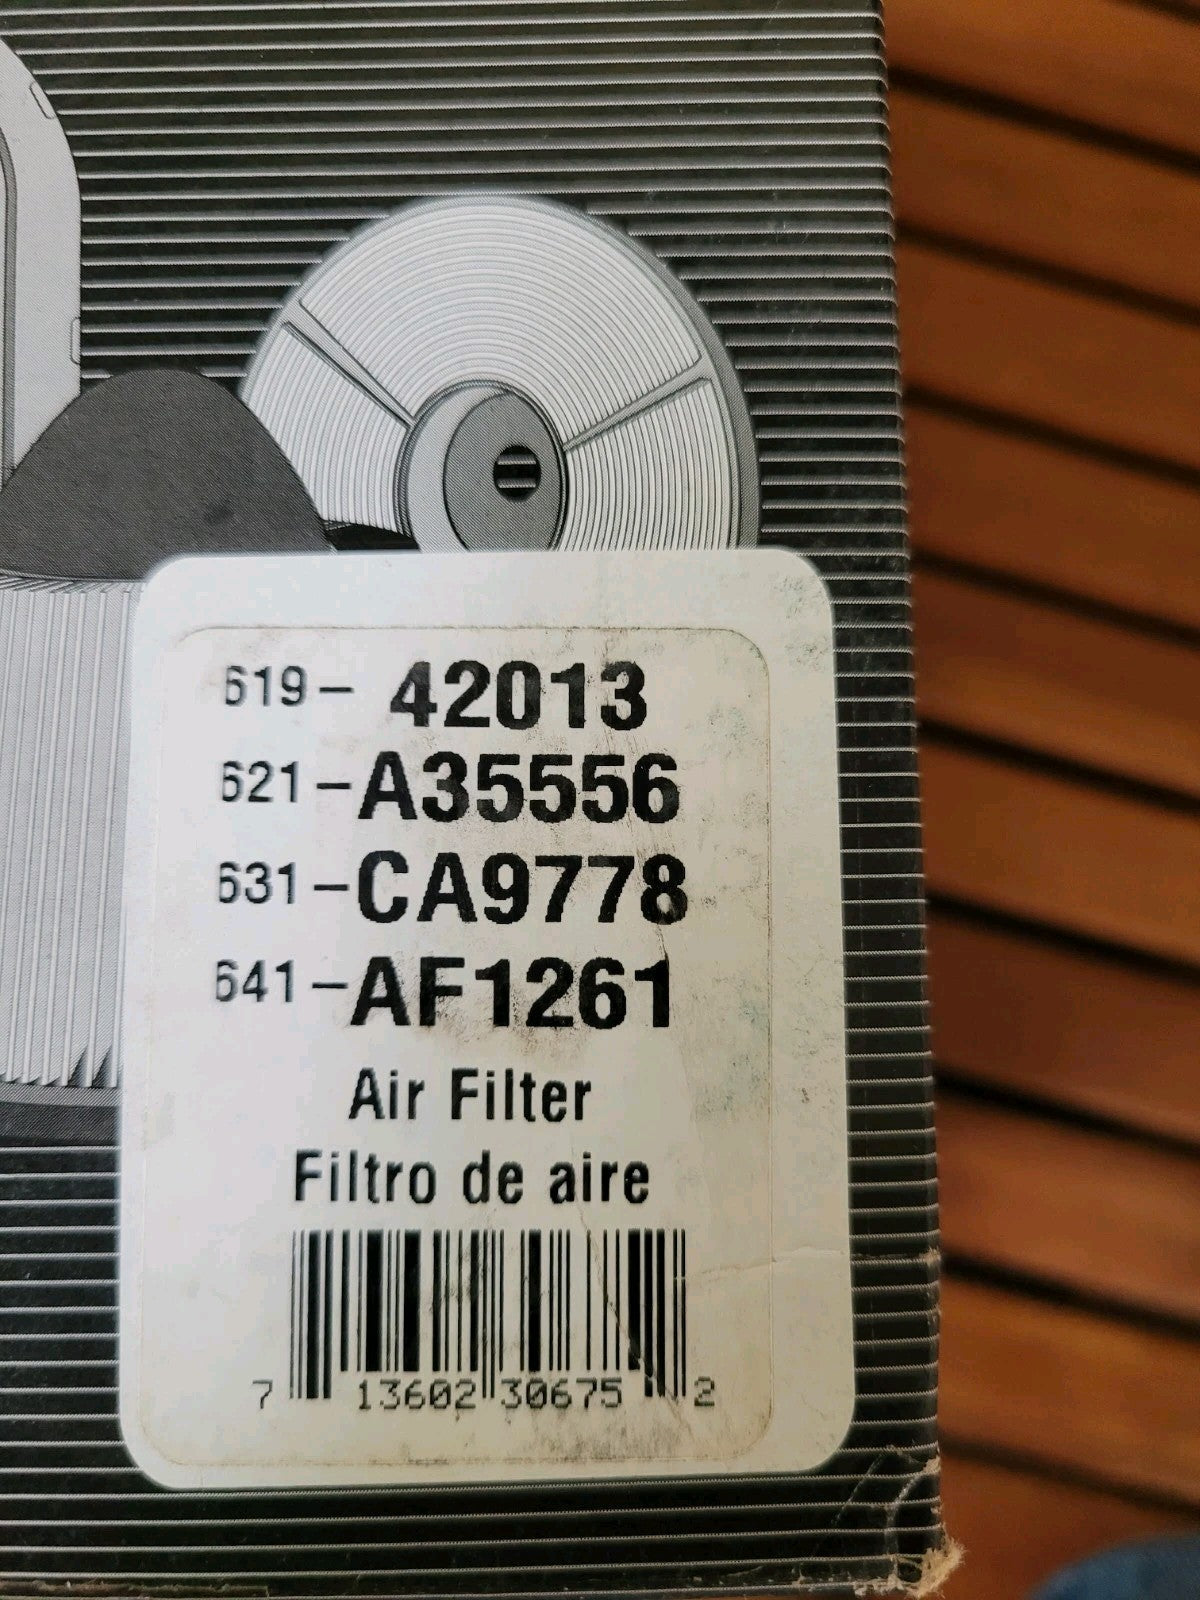 619- 42013
621-A35556
631-CA9778
641-AF1261
Air Filter
Filtro de aire
7 13602 30675 2